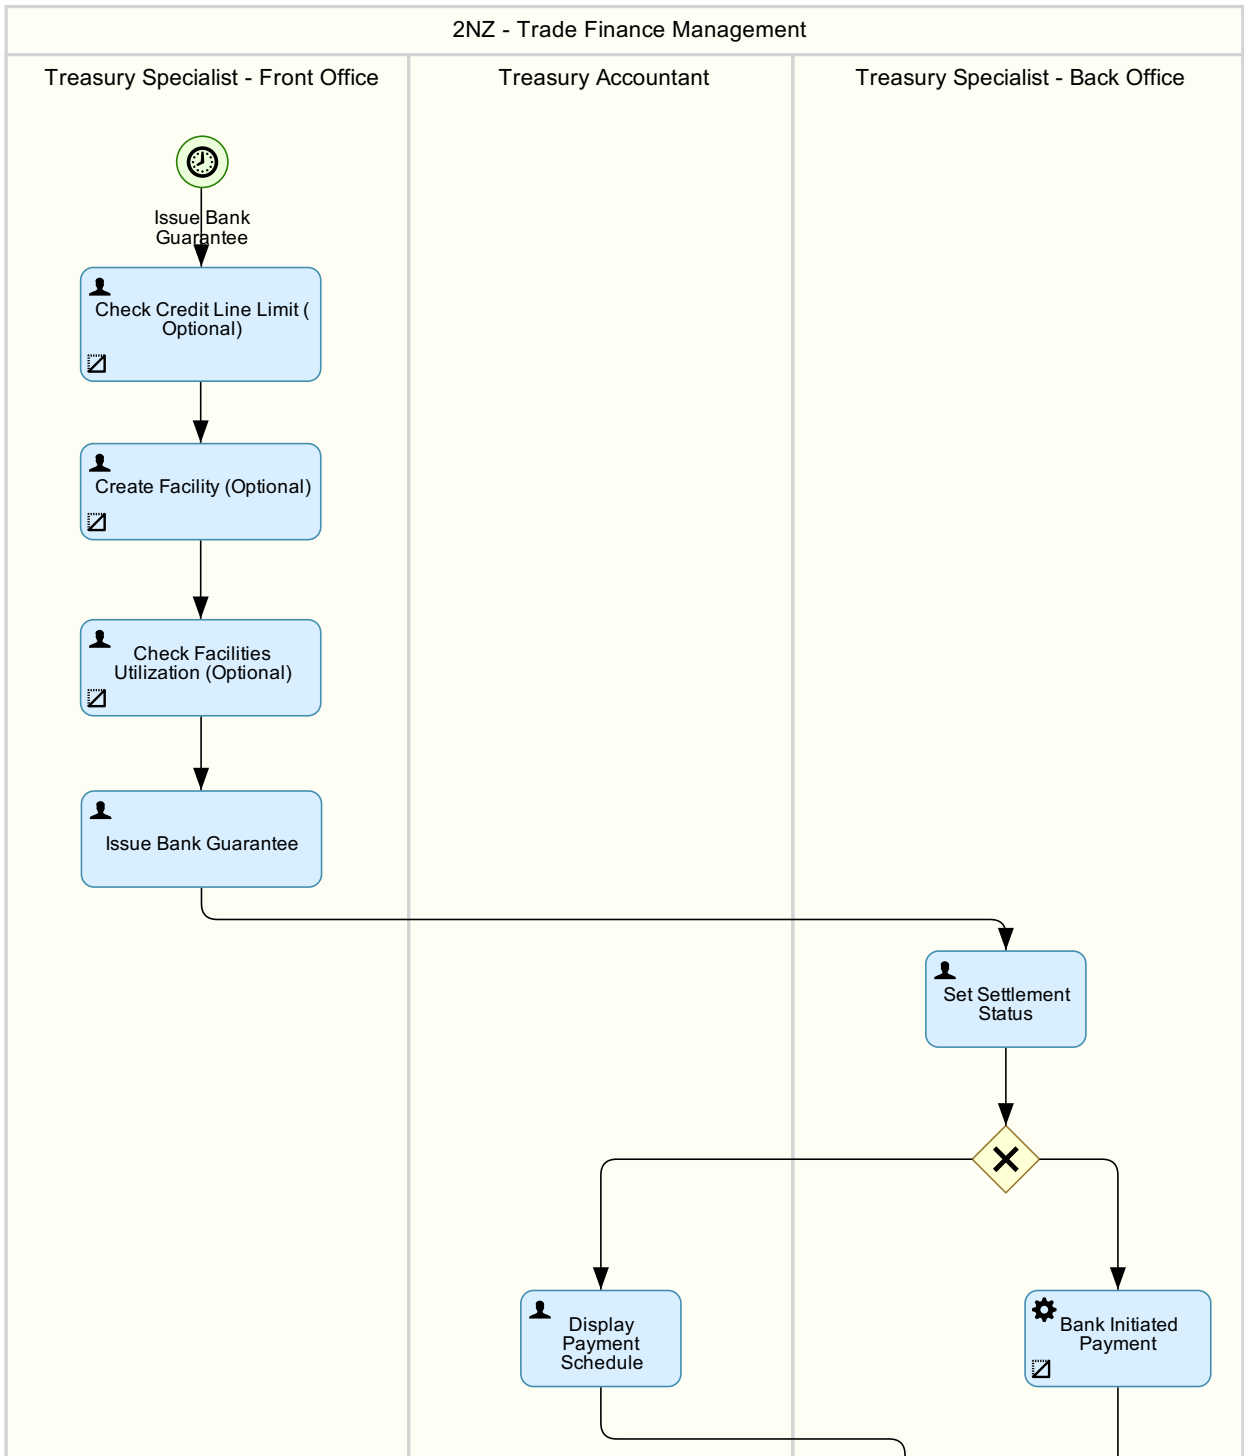 2NZ - Trade Finance Management
Treasury Specialist - Front Office
Treasury Accountant
Treasury Specialist - Back Office
Issue Bank
Guarantee
Check Credit Line Limit (
Optional)
Create Facility (Optional)
Check Facilities
Utilization (Optional)
Issue Bank Guarantee
Set Settlement
Status
Display
Payment
Schedule
Bank Initiated
Payment